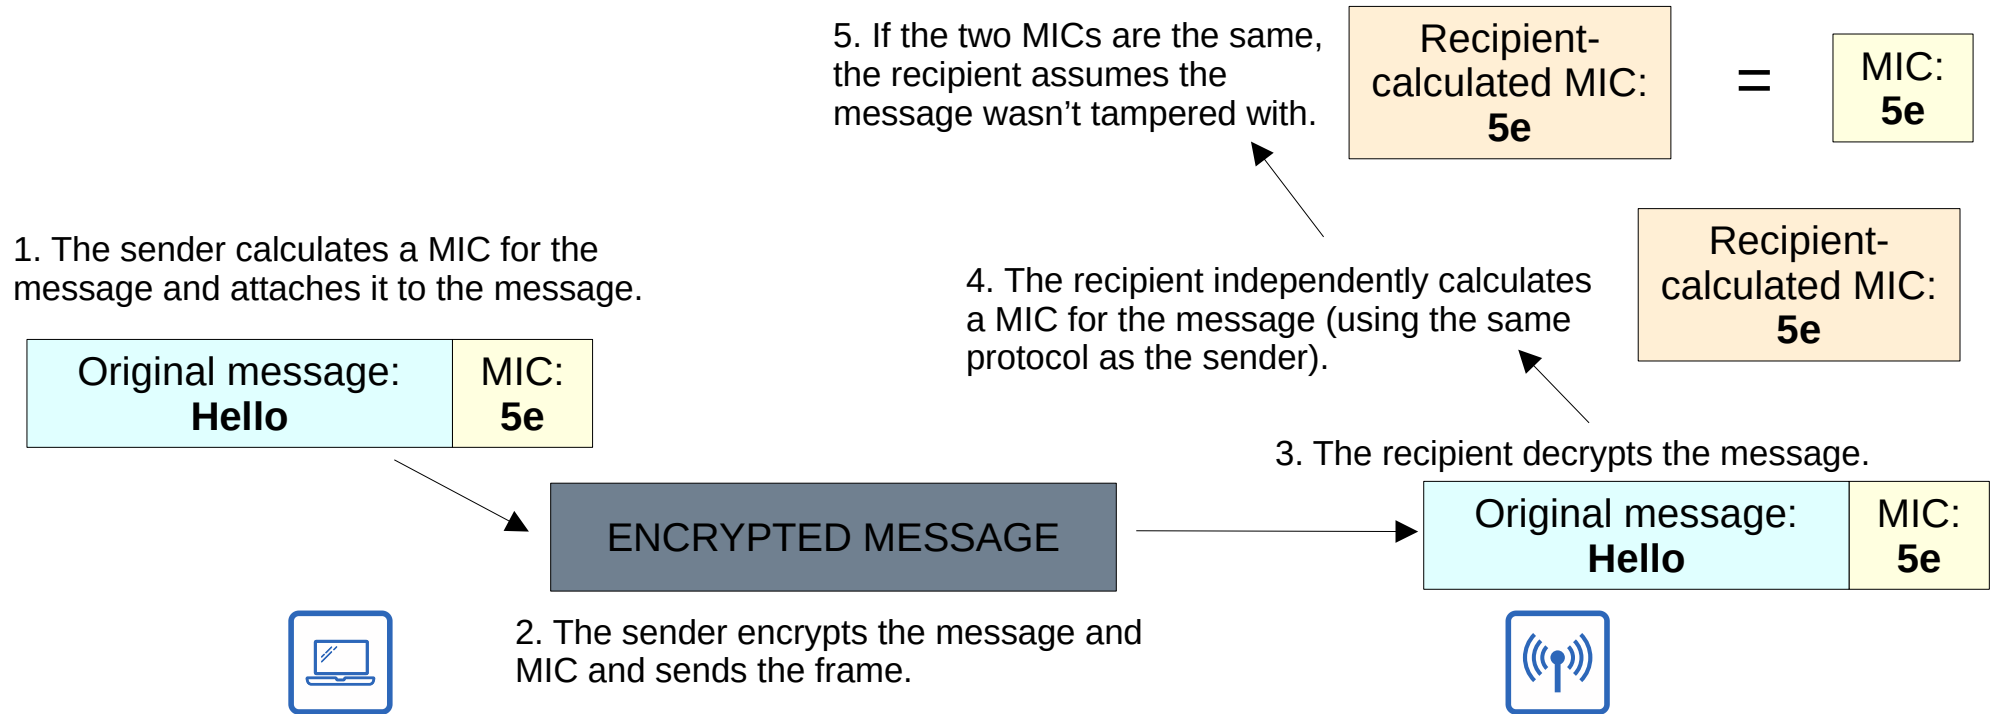 1. The sender calculates a MIC for the
message and attaches it to the message.
Original message:
Hello
MIC:
5e
ENCRYPTED MESSAGE
2. The sender encrypts the message and
MIC and sends the frame.
3. The recipient decrypts the message.
Original message:
Hello
MIC:
5e
4. The recipient independently calculates
a MIC for the message (using the same
protocol as the sender).
Recipient-
calculated MIC:
5e
5. If the two MICs are the same,
the recipient assumes the
message wasn’t tampered with.
Recipient-
calculated MIC:
5e
=
MIC:
5e